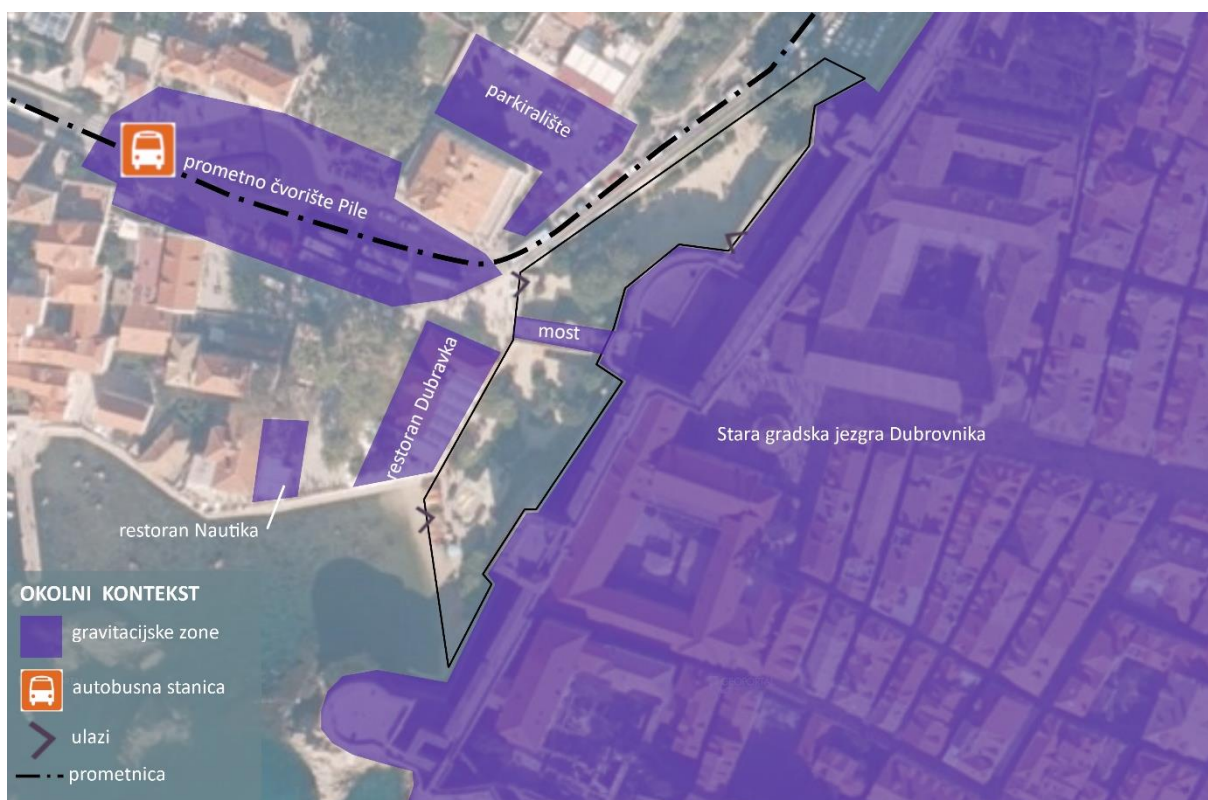 parkiralište
prometno čvorište Pile
most
restoran Dubravka
Stara gradska jezgra Dubrovnika
restoran Nautika
OKOLNI KONTEKST
gravitacijske zone
autobusna stanica
ulazi
prometnica